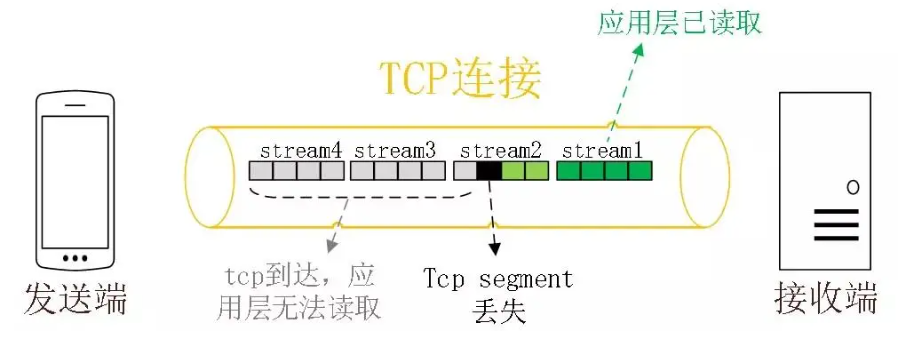 应用层已读取
TCP连接
stream4 stream3 stream2 stream1
tcp到达，应
用层无法读取
Tcp segment
丢失
发送端
接收端